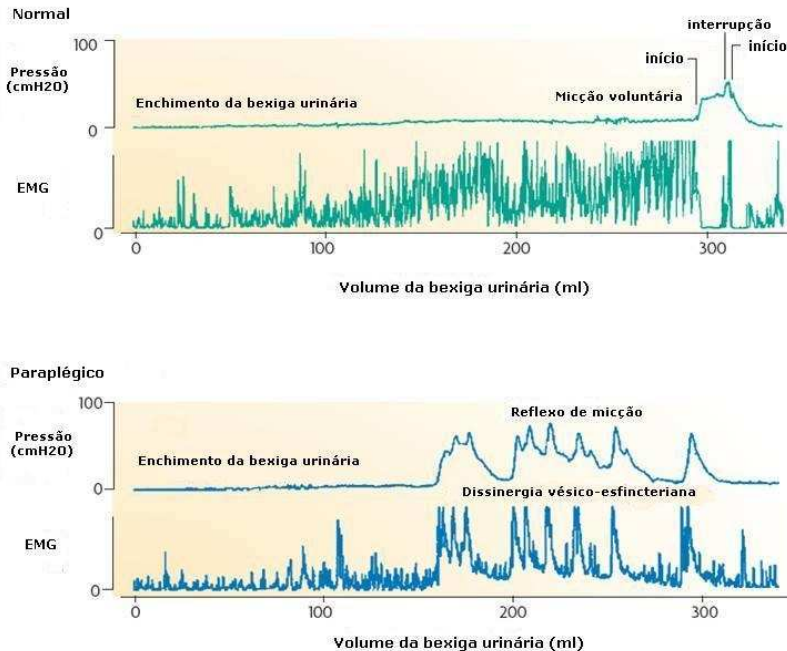 Normal
interrupção
100
início
início
Pressão
(cmH2O)
Enchimento da bexiga urinária
Micção voluntária
0
EMG
0
0
100
200
300
Volume da bexiga urinária (ml)
Paraplégico
100
Reflexo de micção
Pressão
(cmH2O)
Enchimento da bexiga urinária
0
Dissinergia vésico-esfincteriana
EMG
0
0
100
200
300
Volume da bexiga urinária (ml)